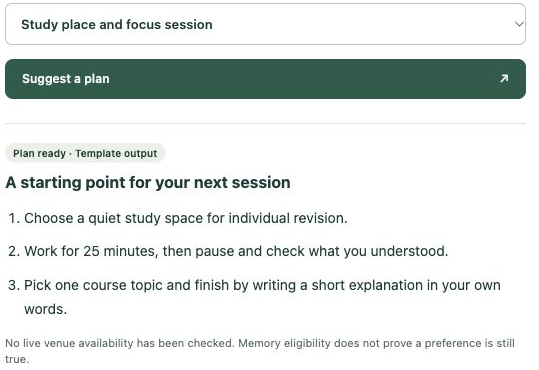 Study place and focus session
Suggest a plan
Plan ready · Template output
A starting point for your next session
1. Choose a quiet study space for individual revision.
2. Work for 25 minutes, then pause and check what you understood.
3. Pick one course topic and finish by writing a short explanation in your own
words.
No live venue availability has been checked. Memory eligibility does not prove a preference is still
true.